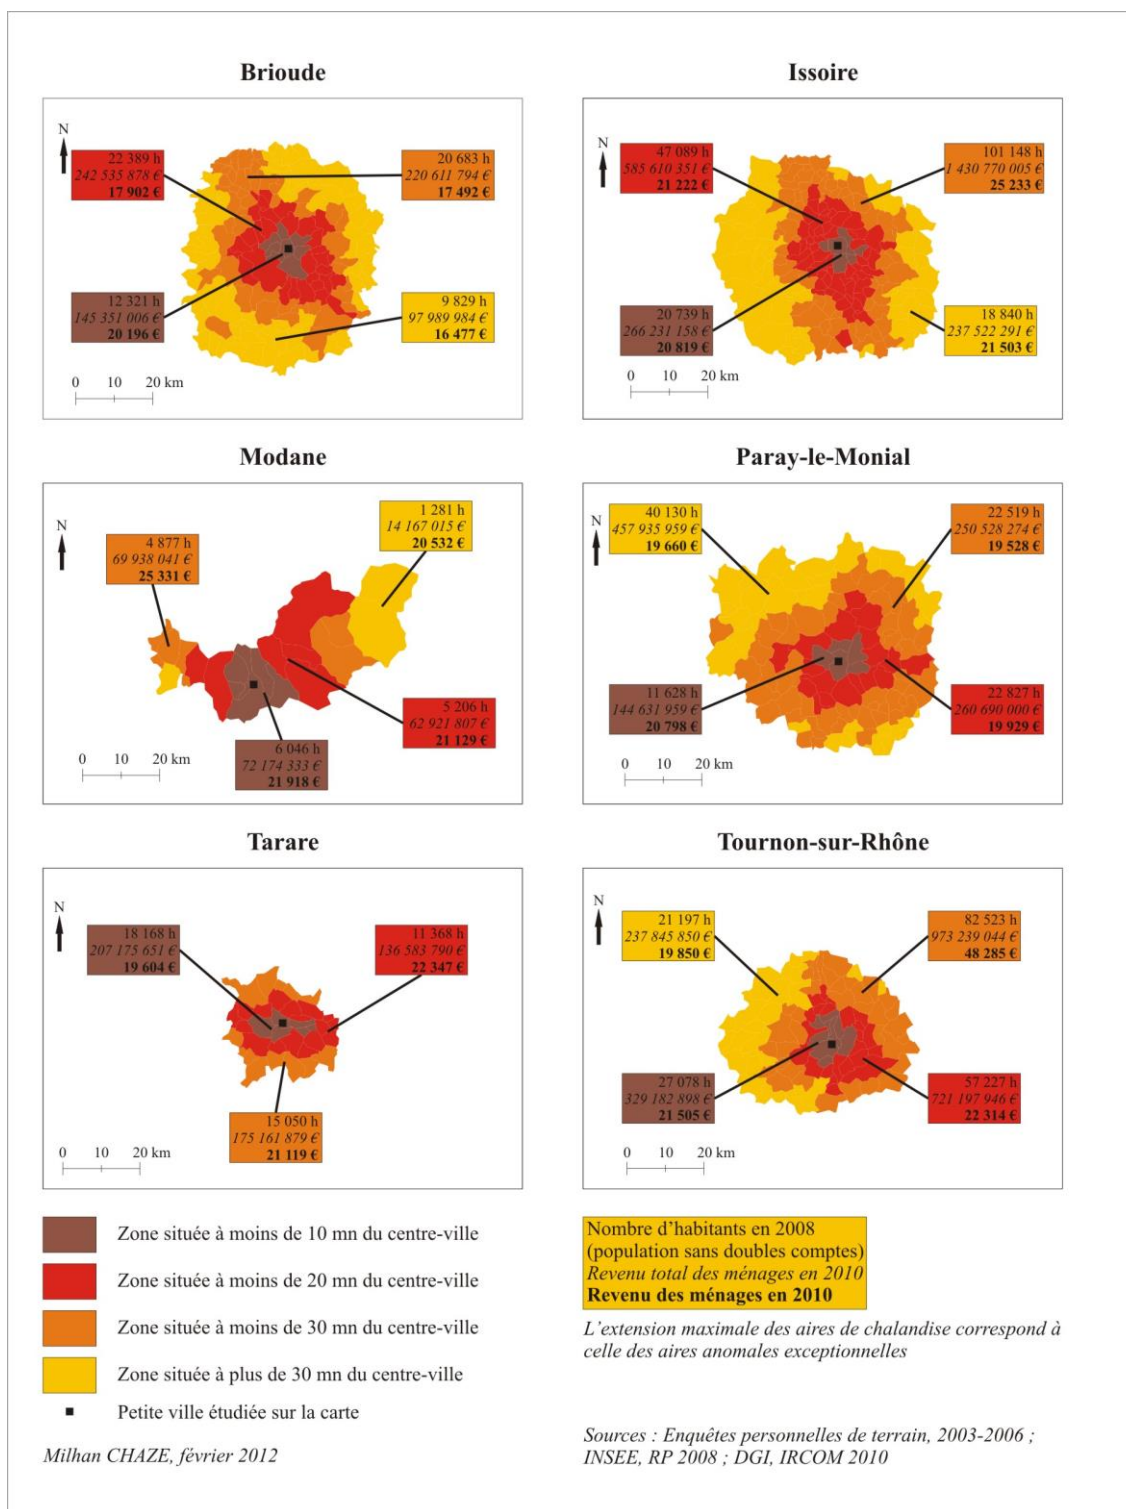 Brioude
Issoire
N
22 389 h
242 535 878 €
17 902 €
20 683 h
220 611 794 €
17 492 €
12 321 h
145 351 006 €
20 196 €
9 829 h
97 989 984 €
16 477 €
0 10 20 km
N
47 089 h
585 610 351 €
21 222 €
101 148 h
1 430 770 005 €
25 233 €
20 739 h
266 231 158 €
20 819 €
18 840 h
237 522 291 €
21 503 €
0 10 20 km
Modane
Paray-le-Monial
N
4 877 h
69 938 041 €
25 331 €
1 281 h
14 167 015 €
20 532 €
5 206 h
62 921 807 €
21 129 €
6 046 h
72 174 333 €
21 918 €
0 10 20 km
N
40 130 h
457 935 959 €
19 660 €
22 519 h
250 528 274 €
19 528 €
11 628 h
144 631 959 €
20 798 €
22 827 h
260 690 000 €
19 929 €
0 10 20 km
Tarare
Tournon-sur-Rhône
N
18 168 h
207 175 651 €
19 604 €
11 368 h
136 583 790 €
22 347 €
15 050 h
175 161 879 €
21 119 €
0 10 20 km
N
21 197 h
237 845 850 €
19 850 €
82 523 h
973 239 044 €
48 285 €
27 078 h
329 182 898 €
21 505 €
57 227 h
721 197 946 €
22 314 €
0 10 20 km
Zone située à moins de 10 mn du centre-ville
Zone située à moins de 20 mn du centre-ville
Zone située à moins de 30 mn du centre-ville
Zone située à plus de 30 mn du centre-ville
Petite ville étudiée sur la carte
Milhan CHAZE, février 2012
Nombre d'habitants en 2008
(population sans doubles comptes)
Revenu total des ménages en 2010
Revenu des ménages en 2010
L'extension maximale des aires de chalandise correspond à
celle des aires anomales exceptionnelles
Sources : Enquêtes personnelles de terrain, 2003-2006 ;
INSEE, RP 2008 ; DGI, IRCOM 2010